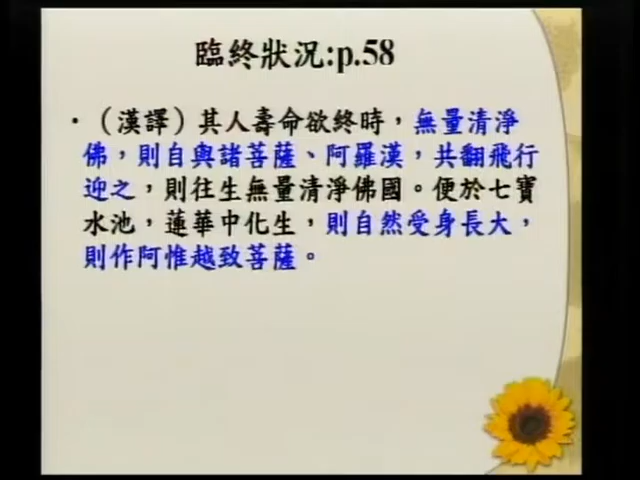 臨終狀況:p.58
•（漢譯）其人壽命欲終時，無量清淨
佛，則自與諸菩薩、阿羅漢，共翻飛行
迎之，則往生無量清淨佛國。便於七寶
水池，蓮華中化生，則自然受身長大，
則作阿惟越致菩薩。